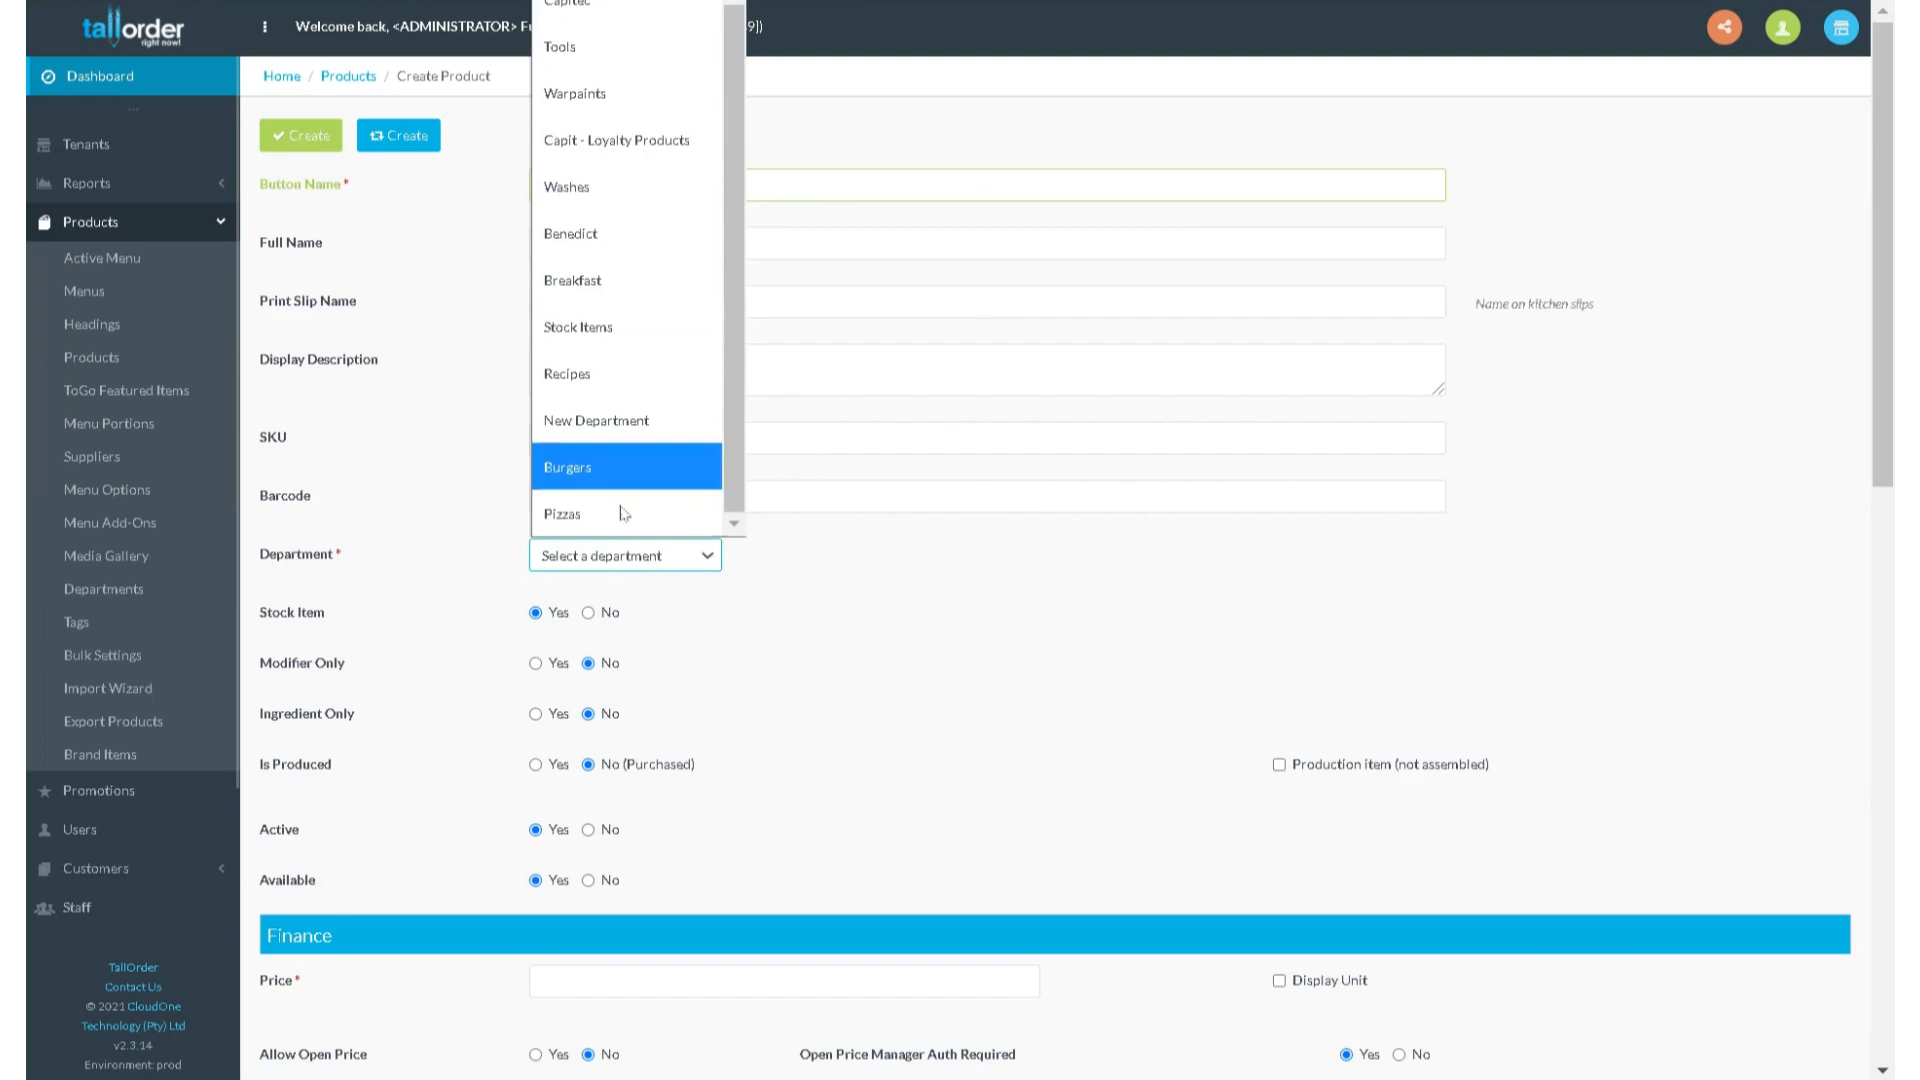 tallorder
right now!
Welcome back, <ADMINISTRATOR> Fu
9])
Dashboard
...
Tenants
Reports
Products
Active Menu
Menus
Headings
Products
ToGo Featured Items
Menu Portions
Suppliers
Menu Options
Menu Add-Ons
Media Gallery
Departments
Tags
Bulk Settings
Import Wizard
Export Products
Brand Items
Promotions
Users
Customers
Staff
TallOrder
Contact Us
© 2021 CloudOne
Technology (Pty) Ltd
v2.3.14
Environment: prod
Home / Products / Create Product
Create
Create
Button Name *
Full Name
Print Slip Name
Name on kitchen slips
Display Description
SKU
Barcode
Capitec
Tools
Warpaints
Capit - Loyalty Products
Washes
Benedict
Breakfast
Stock Items
Recipes
New Department
Burgers
Pizzas
Department *
Select a department
Stock Item
Yes No
Modifier Only
Yes No
Ingredient Only
Yes No
Is Produced
Yes No (Purchased)
Production item (not assembled)
Active
Yes No
Available
Yes No
Finance
Price *
Display Unit
Allow Open Price
Yes No
Open Price Manager Auth Required
Yes No